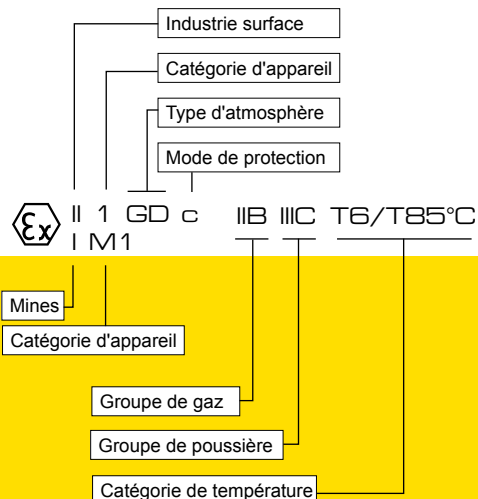 Industrie surface
Catégorie d'appareil
Type d'atmosphère
Mode de protection
Ex II 1 GD c IIB IIIC T6/T85°C
I M1
Mines
Catégorie d'appareil
Groupe de gaz
Groupe de poussière
Catégorie de température